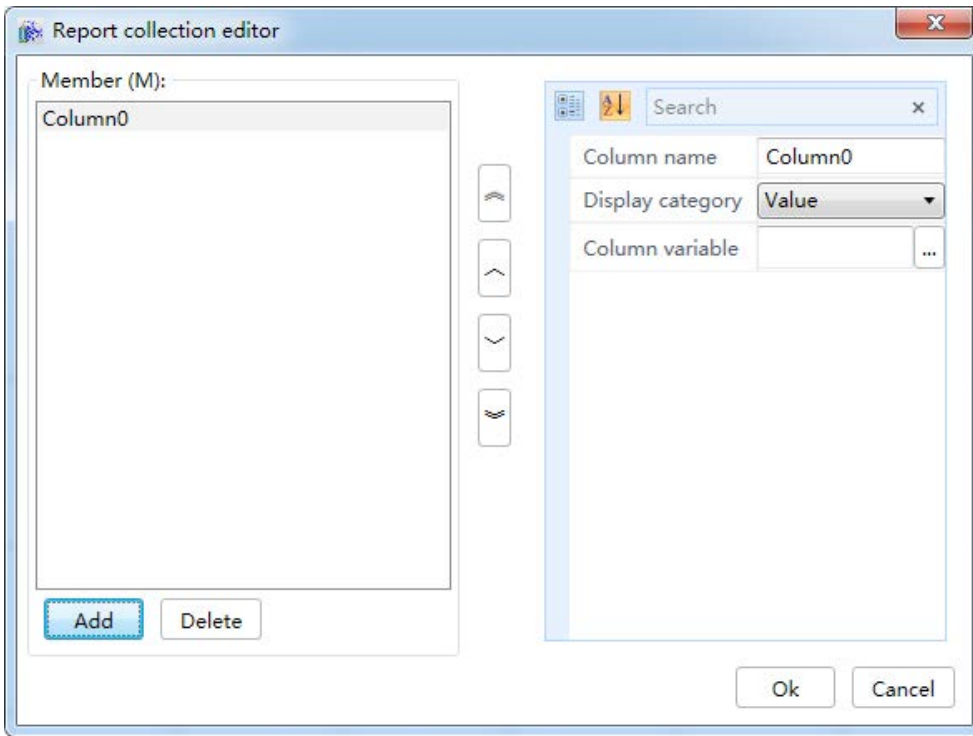 Report collection editor
Member (M):
Column0
Search
Column name Column0
Display category Value
Column variable ...
Add Delete
Ok Cancel